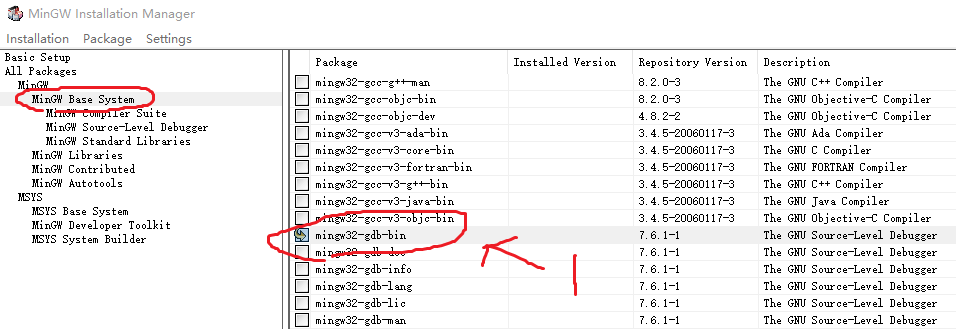 MinGW Installation Manager
Installation Package Settings
Basic Setup
All Packages
MinGW
MinGW Base System
MinGW Compiler Suite
MinGW Source-Level Debugger
MinGW Standard Libraries
MinGW Libraries
MinGW Contributed
MinGW Autotools
MSYS
MSYS Base System
MinGW Developer Toolkit
MSYS System Builder
Package Installed Version Repository Version Description
mingw32-gcc-g++-man 8.2.0-3 The GNU C++ Compiler
mingw32-gcc-objc-bin 8.2.0-3 The GNU Objective-C Compiler
mingw32-gcc-objc-dev 4.8.2-2 The GNU Objective-C Compiler
mingw32-gcc-v3-ada-bin 3.4.5-20060117-3 The GNU Ada Compiler
mingw32-gcc-v3-core-bin 3.4.5-20060117-3 The GNU C Compiler
mingw32-gcc-v3-fortran-bin 3.4.5-20060117-3 The GNU FORTRAN Compiler
mingw32-gcc-v3-g++-bin 3.4.5-20060117-3 The GNU C++ Compiler
mingw32-gcc-v3-java-bin 3.4.5-20060117-3 The GNU Java Compiler
mingw32-gcc-v3-objc-bin 3.4.5-20060117-3 The GNU Objective-C Compiler
mingw32-gdb-bin 7.6.1-1 The GNU Source-Level Debugger
mingw32-gdb-doc 7.6.1-1 The GNU Source-Level Debugger
mingw32-gdb-info 7.6.1-1 The GNU Source-Level Debugger
mingw32-gdb-lang 7.6.1-1 The GNU Source-Level Debugger
mingw32-gdb-lic 7.6.1-1 The GNU Source-Level Debugger
mingw32-gdb-man 7.6.1-1 The GNU Source-Level Debugger
1